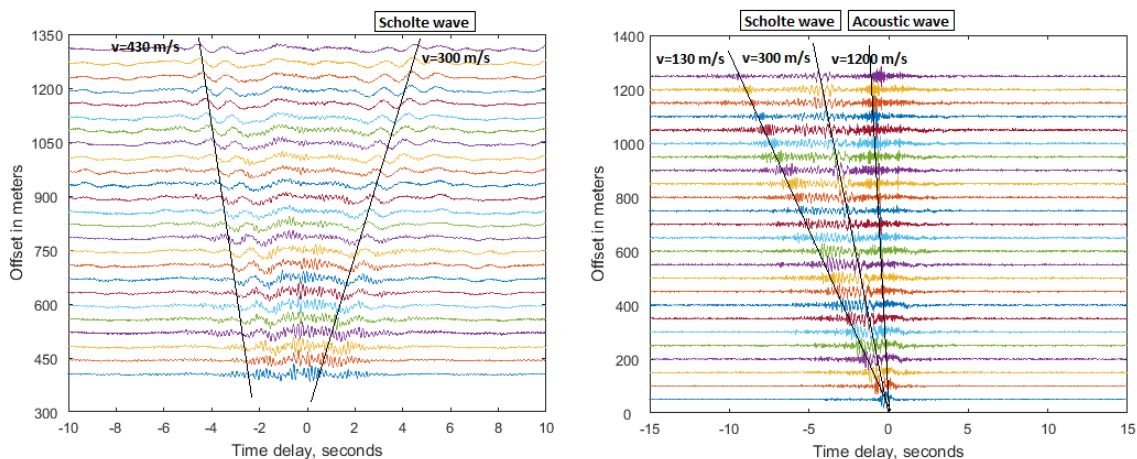 Scholte wave
1350
v=430 m/s
v=300 m/s
1200
1050
900
750
600
450
300
Offset in meters
-10 -8 -6 -4 -2 0 2 4 6 8 10
Time delay, seconds
Scholte wave Acoustic wave
1400
v=130 m/s v=300 m/s v=1200 m/s
1200
1000
800
600
400
200
0
Offset in meters
-15 -10 -5 0 5 10 15
Time delay, seconds